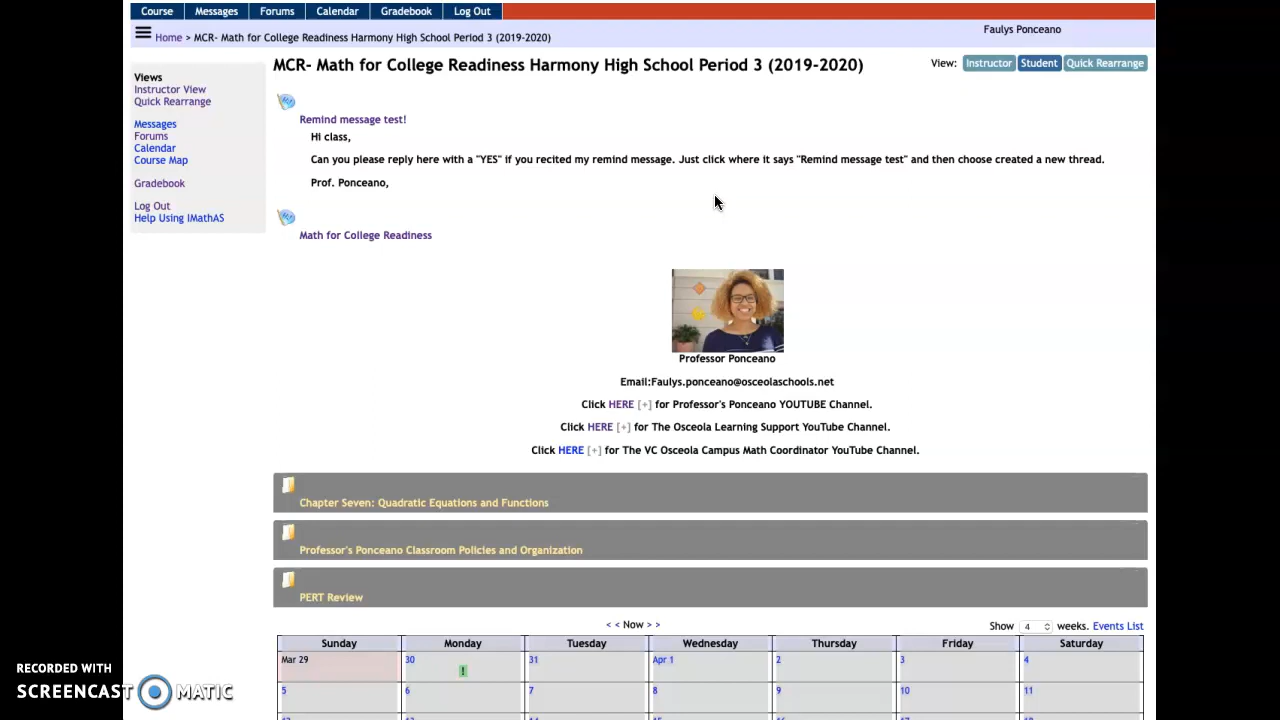 Course Messages Forums Calendar Gradebook Log Out
Faulys Ponceano
Home > MCR- Math for College Readiness Harmony High School Period 3 (2019-2020)
MCR- Math for College Readiness Harmony High School Period 3 (2019-2020)
View: Instructor Student Quick Rearrange
Views
Instructor View
Quick Rearrange
Messages
Forums
Calendar
Course Map
Gradebook
Log Out
Help Using IMathAS
Remind message test!
Hi class,
Can you please reply here with a "YES" if you recited my remind message. Just click where it says "Remind message test" and then choose created a new thread.
Prof. Ponceano,
Math for College Readiness
Professor Ponceano
Email:Faulys.ponceano@osceolaschools.net
Click HERE [+] for Professor's Ponceano YOUTUBE Channel.
Click HERE [+] for The Osceola Learning Support YouTube Channel.
Click HERE [+] for The VC Osceola Campus Math Coordinator YouTube Channel.
Chapter Seven: Quadratic Equations and Functions
Professor's Ponceano Classroom Policies and Organization
PERT Review
< < Now > >
Show 4 weeks. Events List
Sunday Monday Tuesday Wednesday Thursday Friday Saturday
Mar 29 30 31 Apr 1 2 3 4
!
5 6 7 8 9 10 11
RECORDED WITH
SCREENCAST MATIC